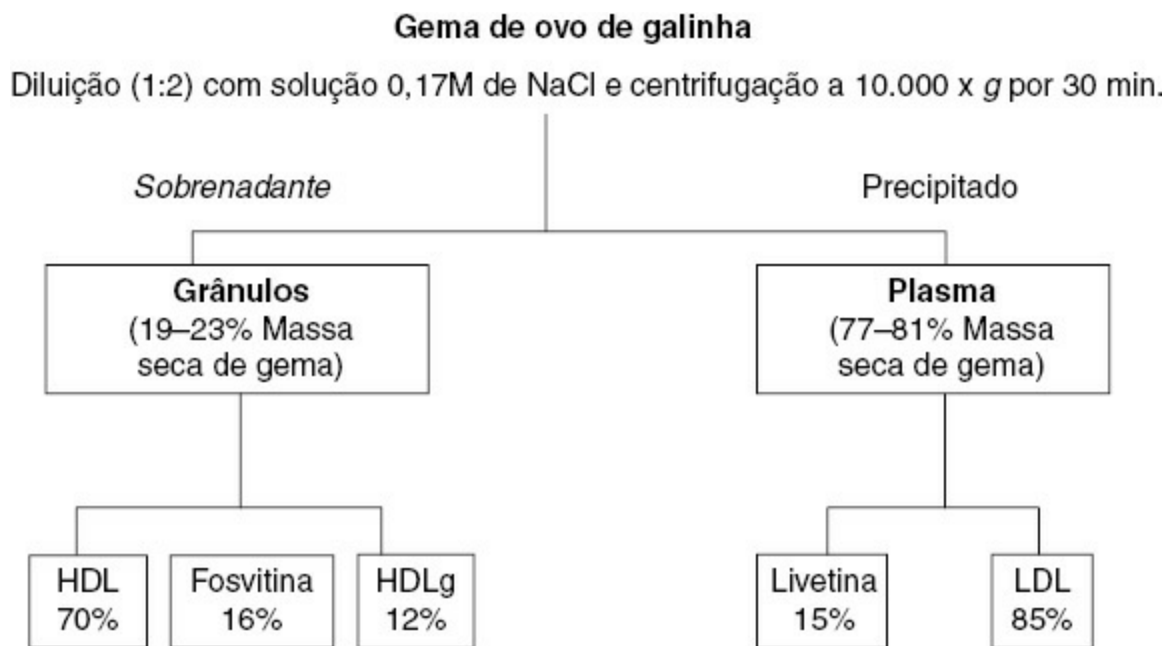 Gema de ovo de galinha
Diluição (1:2) com solução 0,17M de NaCl e centrifugação a 10.000 x g por 30 min.
Sobrenadante
Precipitado
Grânulos
(19–23% Massa
seca de gema)
Plasma
(77–81% Massa
seca de gema)
HDL
70%
Fosvitina
16%
HDLg
12%
Livetina
15%
LDL
85%